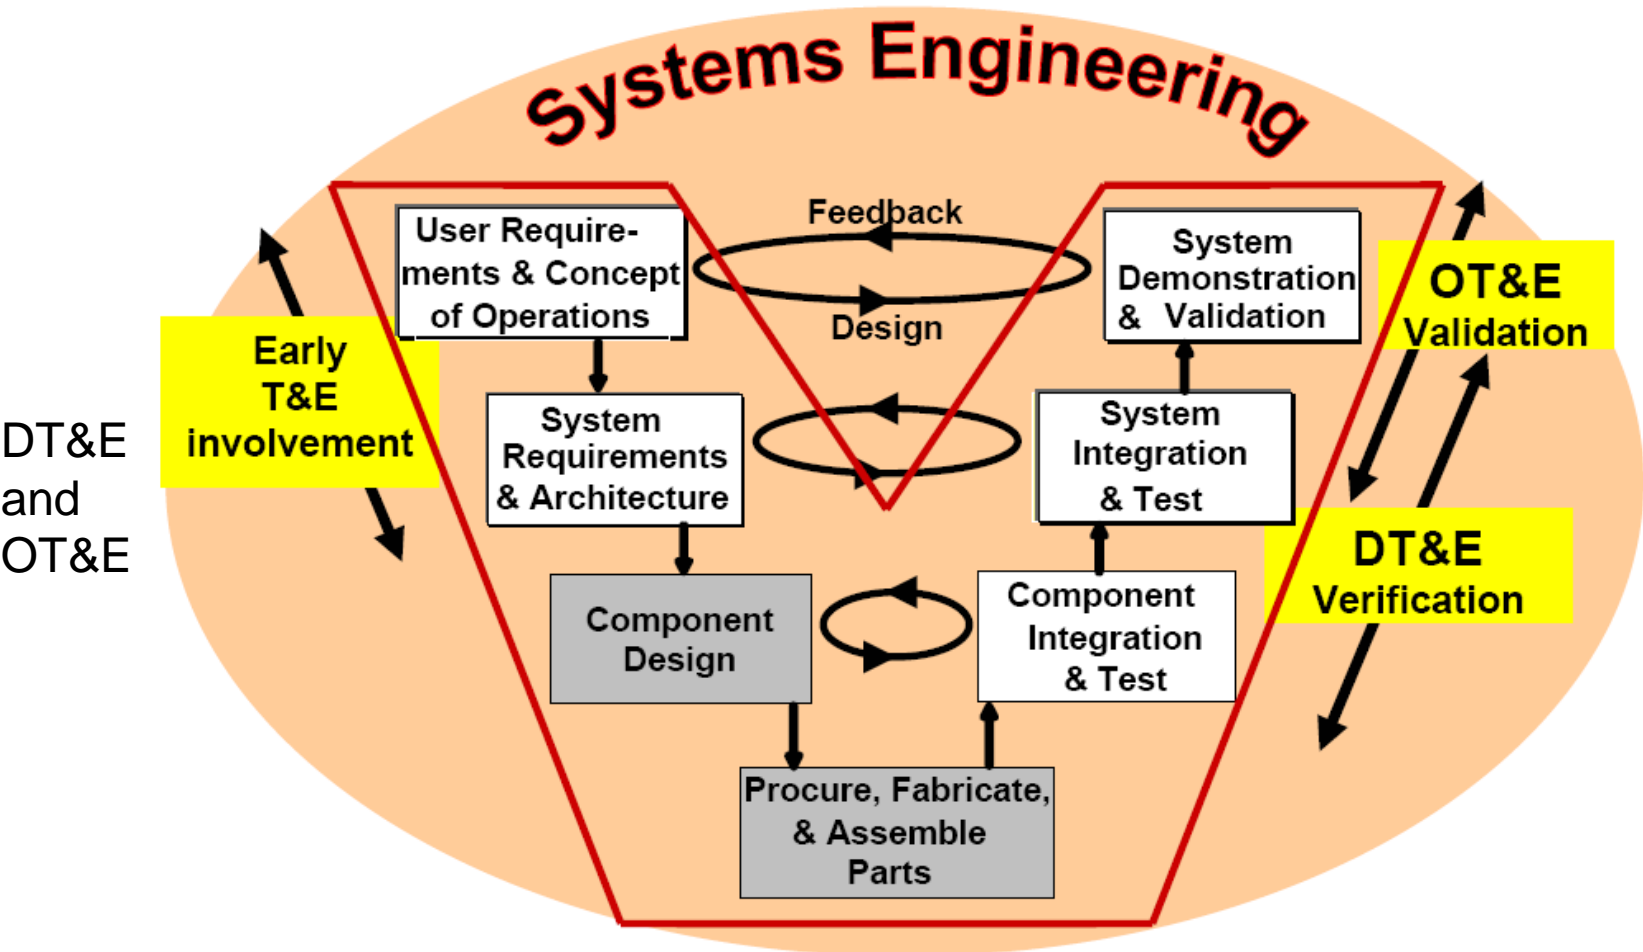 Systems Engineering
Feedback
Design
User Require-
ments & Concept
of Operations
System
Demonstration
& Validation
OT&E
Validation
Early
T&E
involvement
DT&E
and
OT&E
System
Requirements
& Architecture
System
Integration
& Test
DT&E
Verification
Component
Design
Component
Integration
& Test
Procure, Fabricate,
& Assemble
Parts